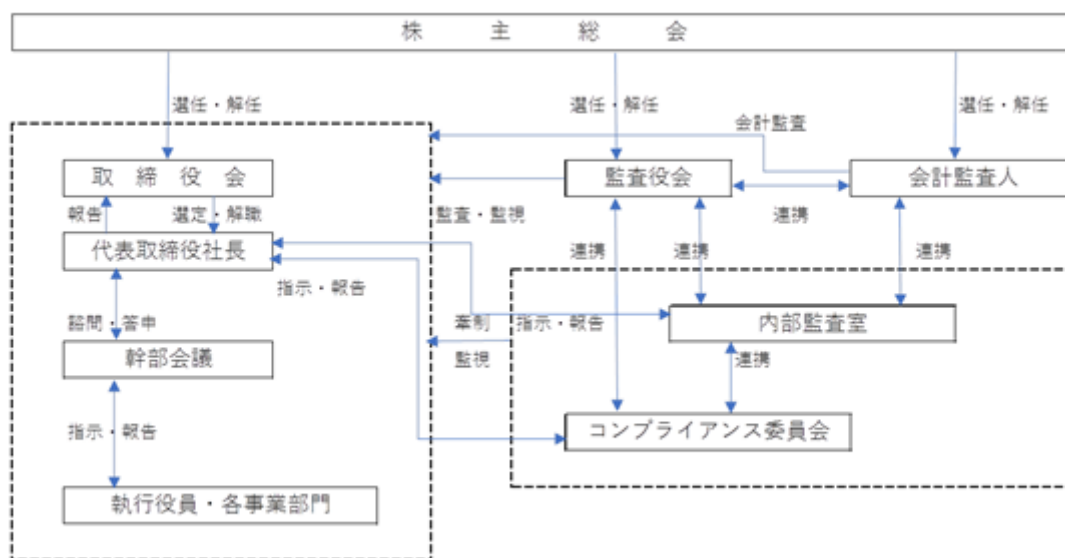 株主総会
選任・解任
選任・解任
選任・解任
会計監査
取締役会
監査役会
会計監査人
報告
選定・解職
監査・監視
連携
代表取締役社長
連携
連携
連携
指示・報告
諮問・答申
牽制
監視
指示・報告
内部監査室
幹部会議
連携
指示・報告
コンプライアンス委員会
執行役員・各事業部門